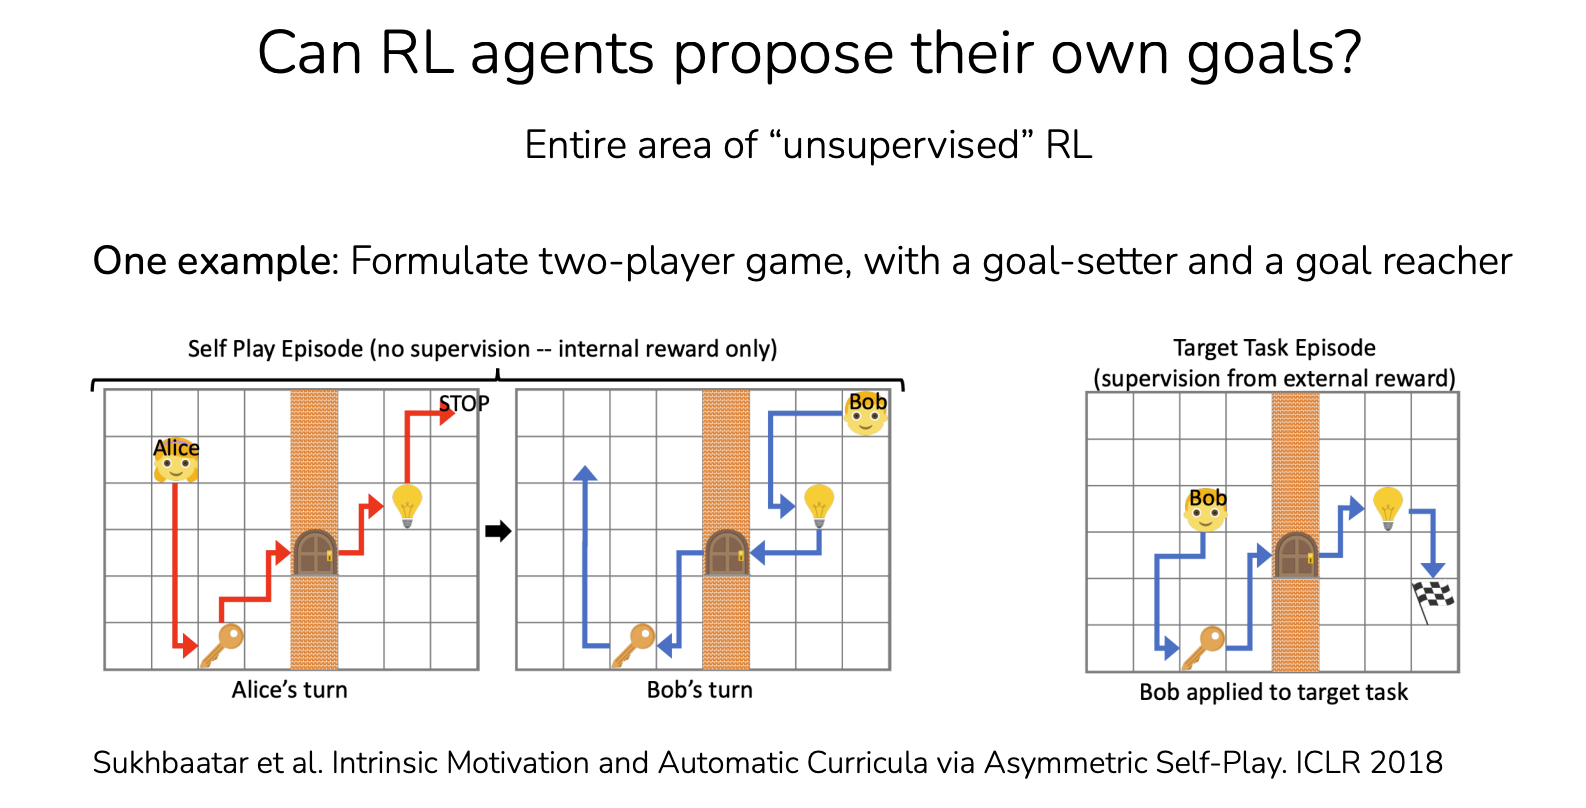 Can RL agents propose their own goals?
Entire area of “unsupervised” RL
One example: Formulate two-player game, with a goal-setter and a goal reacher
Self Play Episode (no supervision -- internal reward only)
Alice
STOP
Alice’s turn
Bob
Bob’s turn
Target Task Episode
(supervision from external reward)
Bob
Bob applied to target task
Sukhbaatar et al. Intrinsic Motivation and Automatic Curricula via Asymmetric Self-Play. ICLR 2018